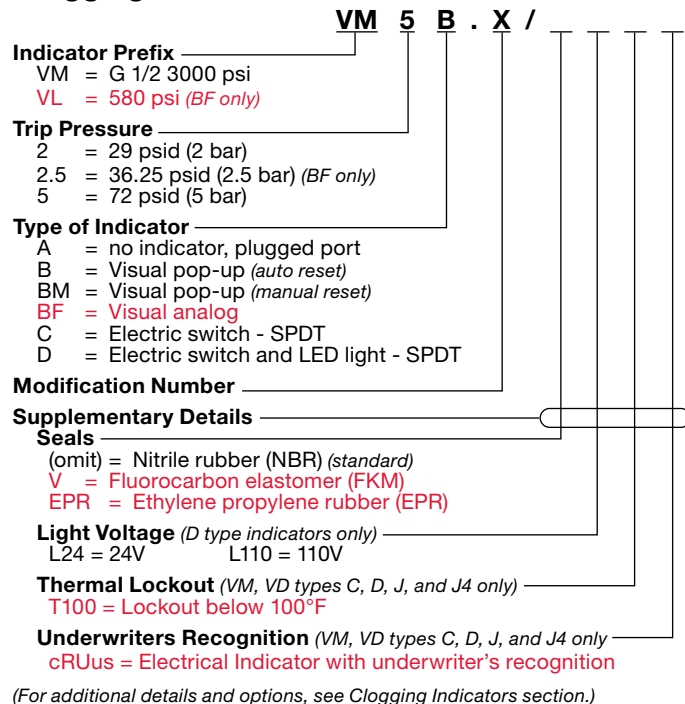 VM 5 B . X /
Indicator Prefix
VM = G 1/2 3000 psi
VL = 580 psi (BF only)
Trip Pressure
2 = 29 psid (2 bar)
2.5 = 36.25 psid (2.5 bar) (BF only)
5 = 72 psid (5 bar)
Type of Indicator
A = no indicator, plugged port
B = Visual pop-up (auto reset)
BM = Visual pop-up (manual reset)
BF = Visual analog
C = Electric switch - SPDT
D = Electric switch and LED light - SPDT
Modification Number
Supplementary Details
Seals
(omit) = Nitrile rubber (NBR) (standard)
V = Fluorocarbon elastomer (FKM)
EPR = Ethylene propylene rubber (EPR)
Light Voltage (D type indicators only)
L24 = 24V L110 = 110V
Thermal Lockout (VM, VD types C, D, J, and J4 only)
T100 = Lockout below 100°F
Underwriters Recognition (VM, VD types C, D, J, and J4 only
cRUus = Electrical Indicator with underwriter's recognition
(For additional details and options, see Clogging Indicators section.)